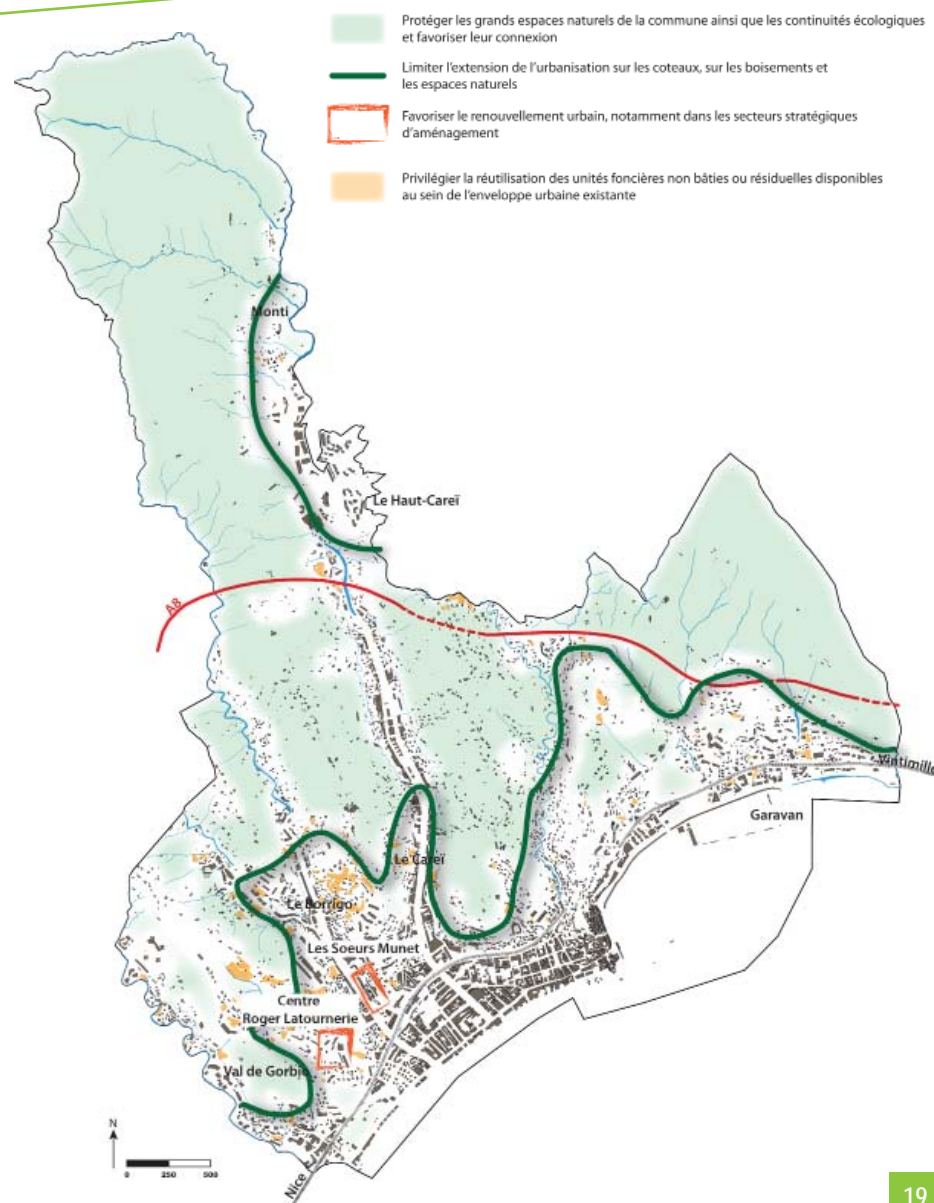 Protéger les grands espaces naturels de la commune ainsi que les continuités écologiques
et favoriser leur connexion
Limiter l'extension de l'urbanisation sur les coteaux, sur les boisements et
les espaces naturels
Favoriser le renouvellement urbain, notamment dans les secteurs stratégiques
d'aménagement
Privilégier la réutilisation des unités foncières non bâties ou résiduelles disponibles
au sein de l'enveloppe urbaine existante
Monti
Le Haut-Careï
A8
Vintimille
Garavan
Le Careï
Le Borrigo
Les Soeurs Munet
Centre
Roger Latournerie
Val de Gorbio
N
0 250 500
Nice
19